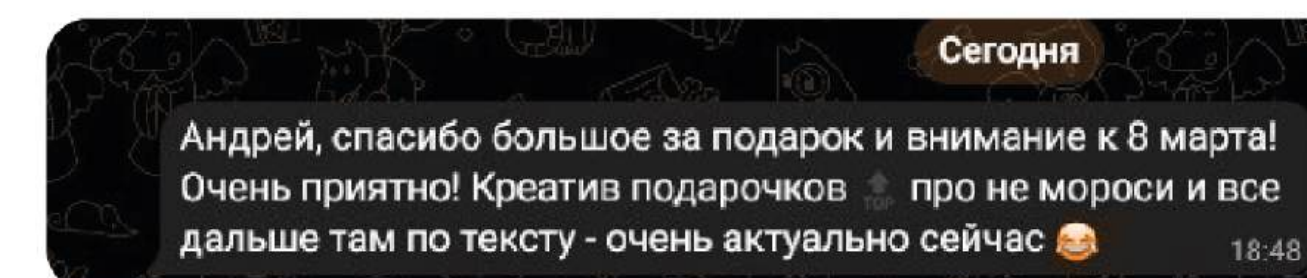 Сегодня
Андрей, спасибо большое за подарок и внимание к 8 марта!
Очень приятно! Креатив подарочков 🔝 про не мороси и все
дальше там по тексту - очень актуально сейчас 😂
18:48